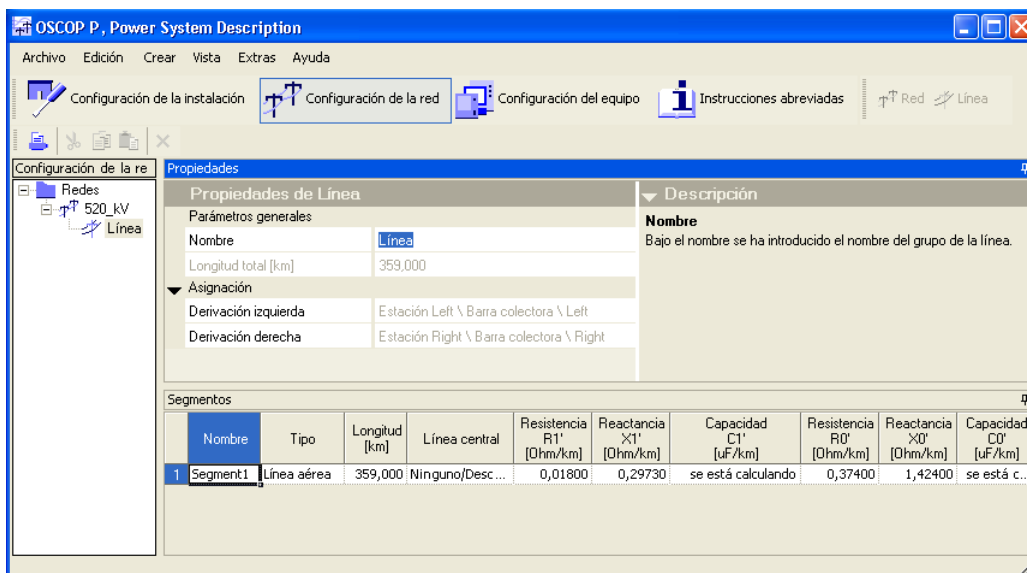 OSCOP P, Power System Description
Archivo Edición Crear Vista Extras Ayuda
Configuración de la instalación Configuración de la red Configuración del equipo Instrucciones abreviadas Red Línea
Configuración de la re
Redes
520_kV
Línea
Propiedades
Propiedades de Línea
Parámetros generales
Nombre Línea
Longitud total [km] 359,000
Asignación
Derivación izquierda Estación Left \ Barra colectora \ Left
Derivación derecha Estación Right \ Barra colectora \ Right
Descripción
Nombre
Bajo el nombre se ha introducido el nombre del grupo de la línea.
Segmentos
Nombre Tipo Longitud [km] Línea central Resistencia R1' [Ohm/km] Reactancia X1' [Ohm/km] Capacidad C1' [uF/km] Resistencia R0' [Ohm/km] Reactancia X0' [Ohm/km] Capacidad C0' [uF/km]
1 Segment1 Línea aérea 359,000 Ninguno/Desc... 0,01800 0,29730 se está calculando 0,37400 1,42400 se está c...